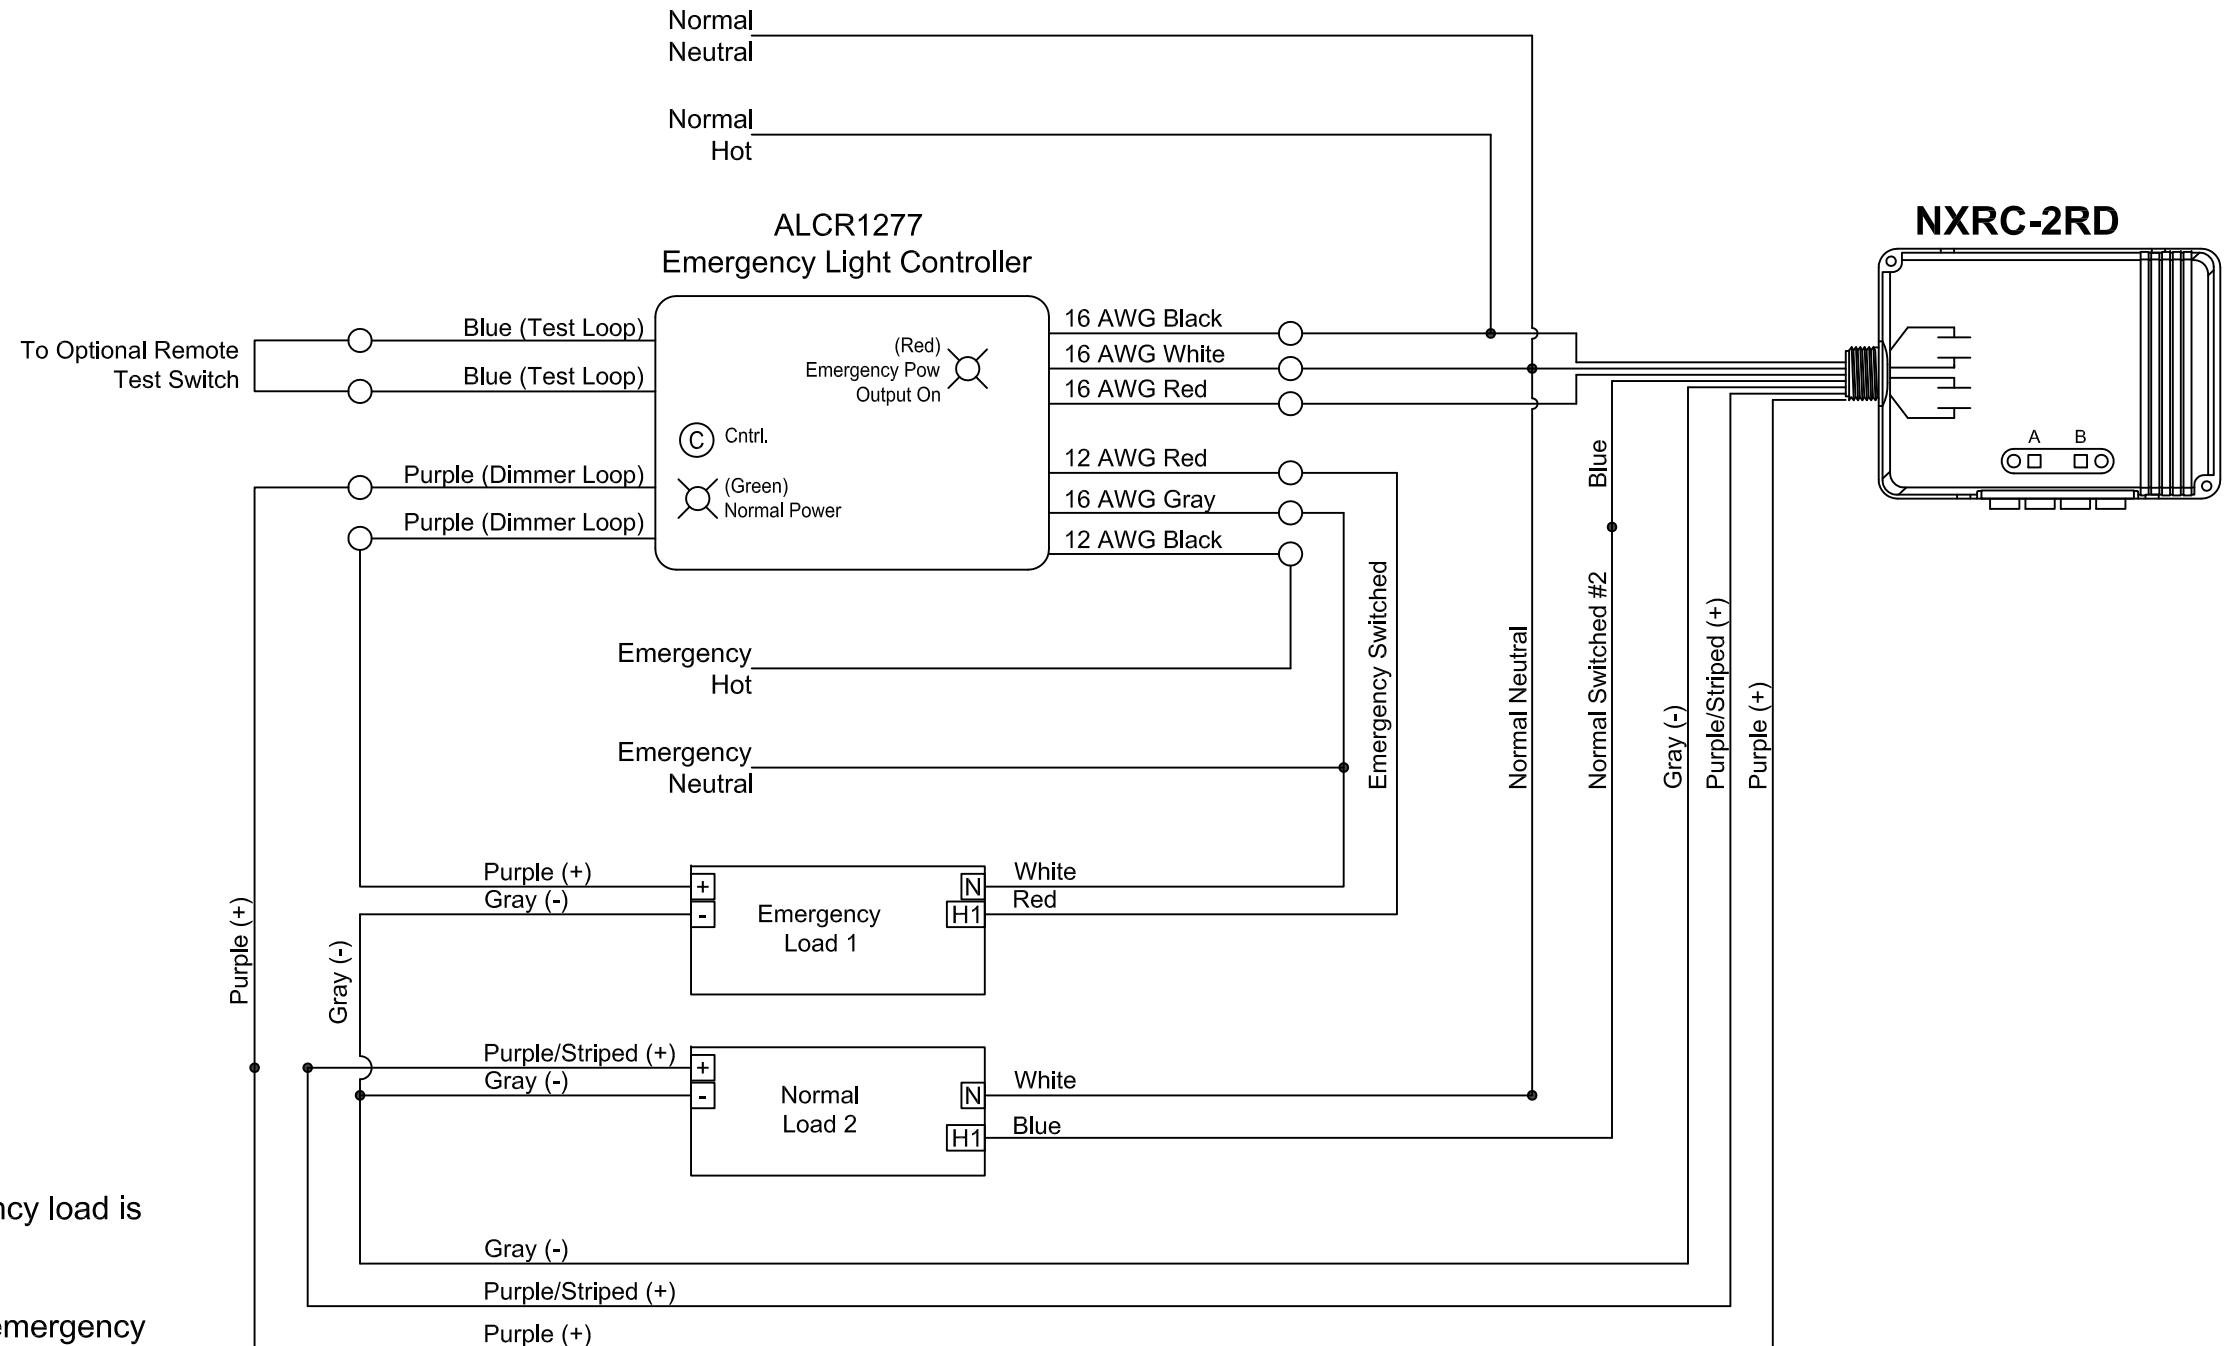 Normal
Neutral
Normal
Hot
ALCR1277
Emergency Light Controller
NXRC-2RD
To Optional Remote
Test Switch
Blue (Test Loop)
Blue (Test Loop)
Purple (Dimmer Loop)
Purple (Dimmer Loop)
(Red)
Emergency Pow
Output On
C Cntrl.
(Green)
Normal Power
16 AWG Black
16 AWG White
16 AWG Red
12 AWG Red
16 AWG Gray
12 AWG Black
A B
Blue
Emergency
Hot
Emergency
Neutral
Emergency Switched
Normal Neutral
Normal Switched #2
Gray (-)
Purple/Striped (+)
Purple (+)
Purple (+)
Gray (-)
+
-
Emergency
Load 1
N
H1
White
Red
Purple (+)
Gray (-)
Purple/Striped (+)
Gray (-)
+
-
Normal
Load 2
N
H1
White
Blue
ncy load is
Gray (-)
Purple/Striped (+)
emergency
Purple (+)